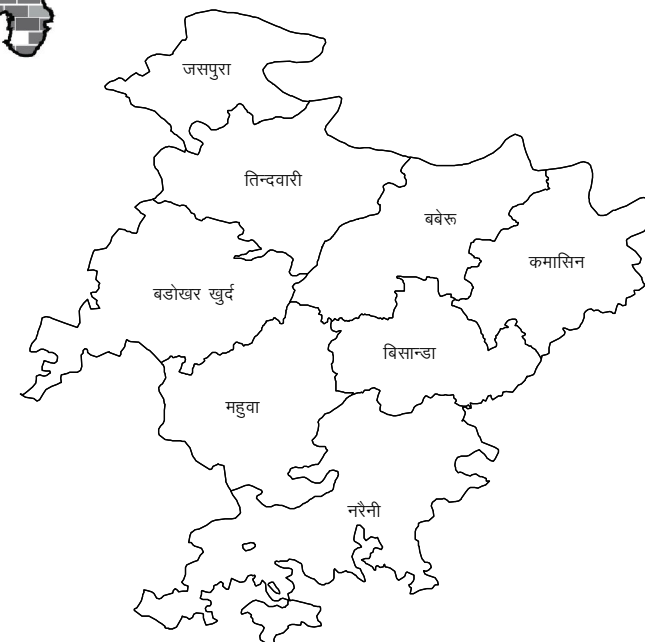 जसपुरा
तिन्दवारी
बबेरू
कमासिन
बडोखर खुर्द
बिसान्डा
महुवा
नरैनी